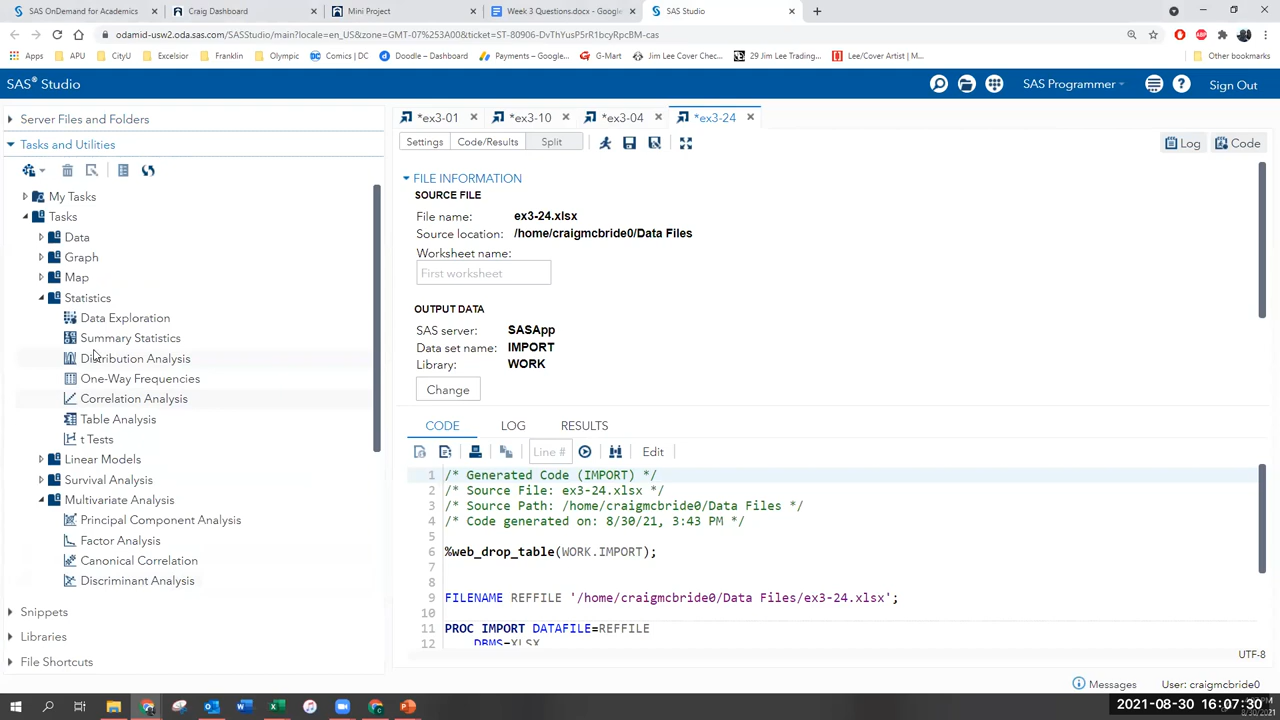 SAS OnDemand for Academics
Craig Dashboard
Mini Project
Week 3 Questions.docx - Google
SAS Studio
odamid-usw2.oda.sas.com/SASStudio/main?locale=en_US&zone=GMT-07%253A00&ticket=ST-80906-DvThYusP5rR1bcyRpcBM-cas
Apps
APU
CityU
Excelsior
Franklin
Olympic
Comics | DC
Doodle – Dashboard
Payments – Google...
G-Mart
Jim Lee Cover Chec...
29 Jim Lee Trading...
Lee/Cover Artist | M...
Other bookmarks
SAS® Studio
SAS Programmer
Sign Out
Server Files and Folders
Tasks and Utilities
My Tasks
Tasks
Data
Graph
Map
Statistics
Data Exploration
Summary Statistics
Distribution Analysis
One-Way Frequencies
Correlation Analysis
Table Analysis
t Tests
Linear Models
Survival Analysis
Multivariate Analysis
Principal Component Analysis
Factor Analysis
Canonical Correlation
Discriminant Analysis
Snippets
Libraries
File Shortcuts
*ex3-01
*ex3-10
*ex3-04
*ex3-24
Settings
Code/Results
Split
Log
Code
FILE INFORMATION
SOURCE FILE
File name: ex3-24.xlsx
Source location: /home/craigmcbride0/Data Files
Worksheet name:
First worksheet
OUTPUT DATA
SAS server: SASApp
Data set name: IMPORT
Library: WORK
Change
CODE
LOG
RESULTS
Line #
Edit
1 /* Generated Code (IMPORT) */
2 /* Source File: ex3-24.xlsx */
3 /* Source Path: /home/craigmcbride0/Data Files */
4 /* Code generated on: 8/30/21, 3:43 PM */
5
6 %web_drop_table(WORK.IMPORT);
7
8
9 FILENAME REFFILE '/home/craigmcbride0/Data Files/ex3-24.xlsx';
10
11 PROC IMPORT DATAFILE=REFFILE
12 DBMS=XLSX
UTF-8
Messages
User: craigmcbride0
2021-08-30 16:07:30